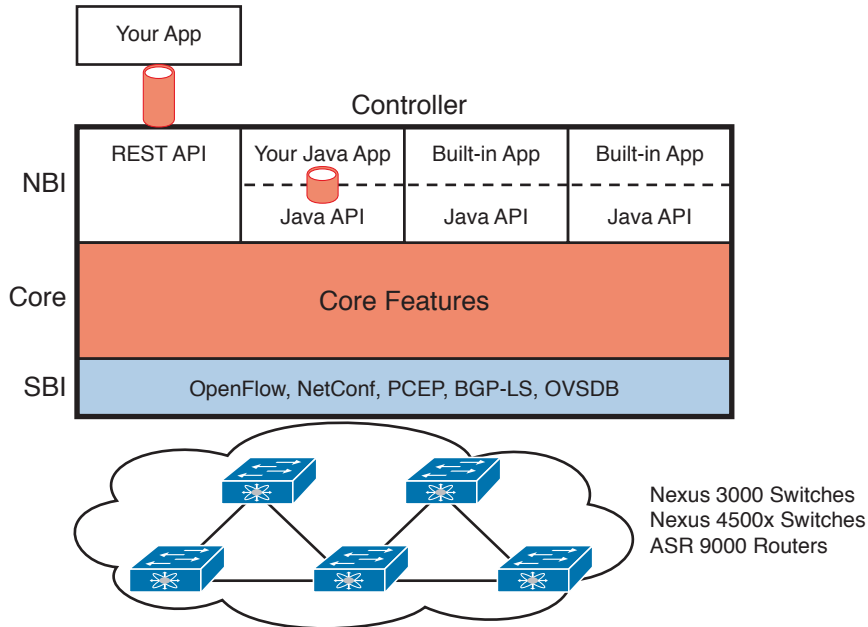 Your App
Controller
NBI
REST API
Your Java App
Built-in App
Built-in App
Java API
Java API
Java API
Core
Core Features
SBI
OpenFlow, NetConf, PCEP, BGP-LS, OVSDB
Nexus 3000 Switches
Nexus 4500x Switches
ASR 9000 Routers